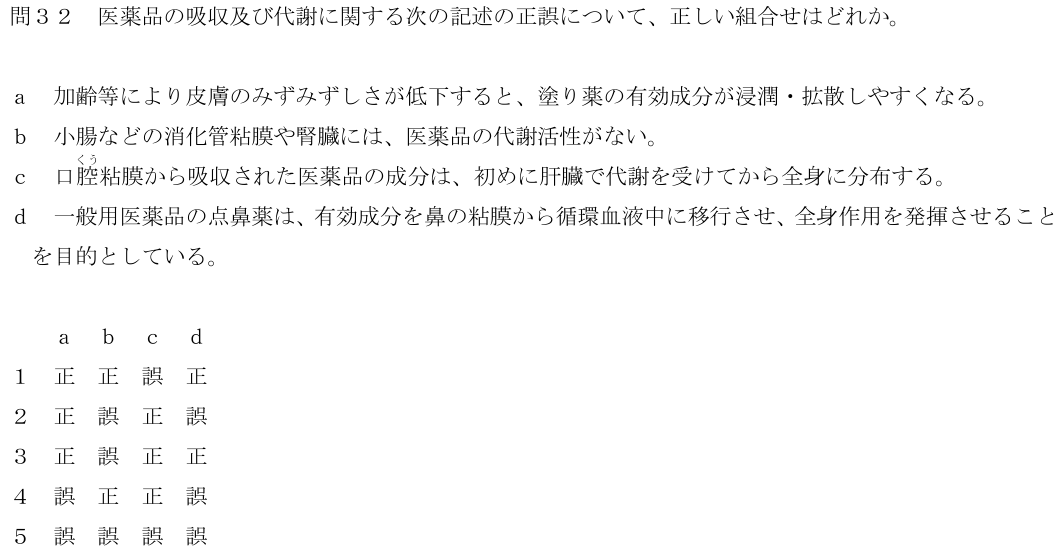 問３２　医薬品の吸収及び代謝に関する次の記述の正誤について、正しい組合せはどれか。
ａ　加齢等により皮膚のみずみずしさが低下すると、塗り薬の有効成分が浸潤・拡散しやすくなる。
ｂ　小腸などの消化管粘膜や腎臓には、医薬品の代謝活性がない。
くう
ｃ　口腔粘膜から吸収された医薬品の成分は、初めに肝臓で代謝を受けてから全身に分布する。
ｄ　一般用医薬品の点鼻薬は、有効成分を鼻の粘膜から循環血液中に移行させ、全身作用を発揮させること
を目的としている。
ａ　ｂ　ｃ　ｄ
１　正　正　誤　正
２　正　誤　正　誤
３　正　誤　正　正
４　誤　正　正　誤
５　誤　誤　誤　誤